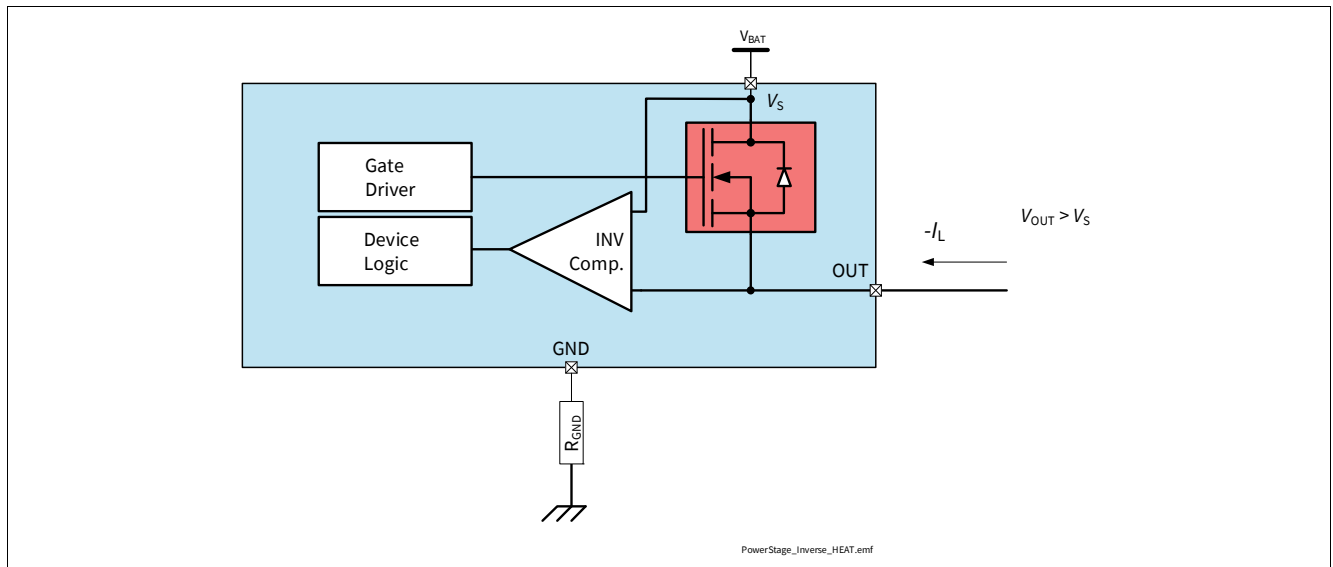 VBAT
VS
Gate
Driver
Device
Logic
INV
Comp.
-IL
VOUT > VS
OUT
GND
RGND
PowerStage_Inverse_HEAT.emf